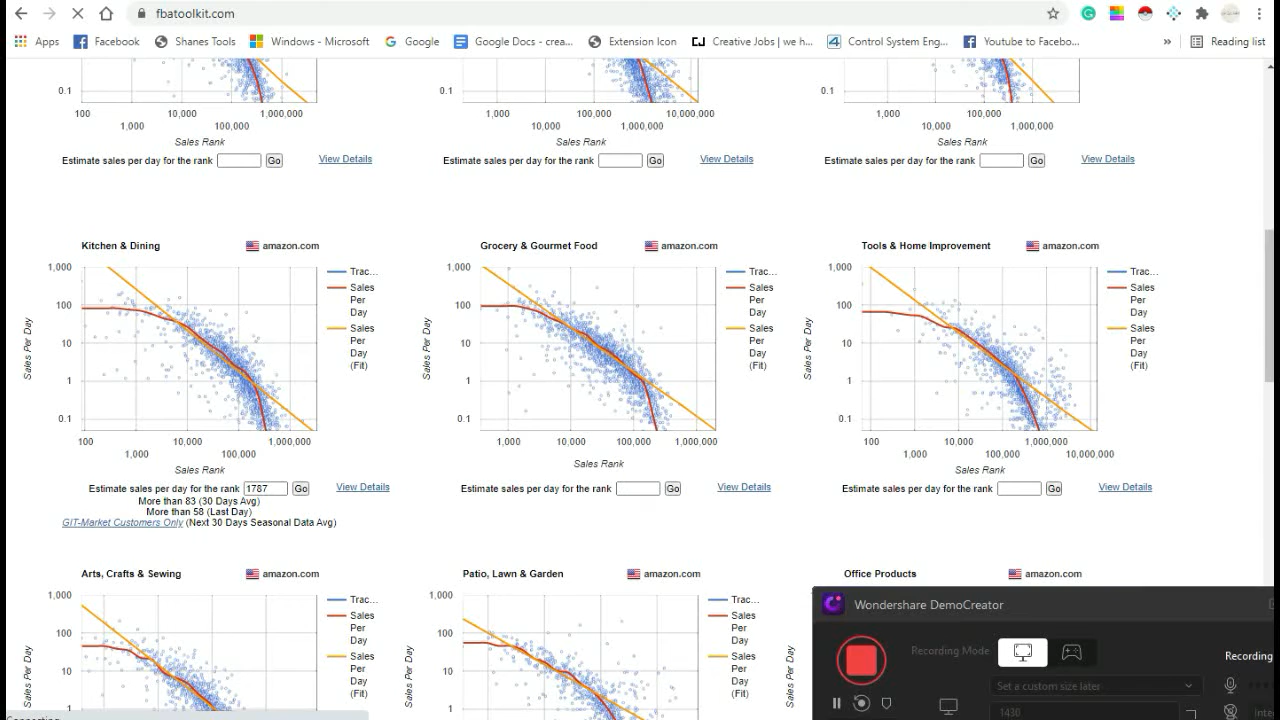 fbatoolkit.com
Apps Facebook Shanes Tools Windows - Microsoft Google Google Docs - crea... Extension Icon Creative Jobs | we h... Control System Eng... Youtube to Facebo... » Reading list
0.1 0.1 0.1
100 10,000 1,000,000 100,000 10,000,000 1,000 100,000
1,000 100,000 1,000 10,000 1,000,000 10,000 1,000,000
Sales Rank Sales Rank Sales Rank
Estimate sales per day for the rank Go View Details Estimate sales per day for the rank Go View Details Estimate sales per day for the rank Go View Details
Kitchen & Dining amazon.com
1,000
100
10
1
0.1
Sales Per Day
Trac...
Sales
Per
Day
Sales
Per
Day
(Fit)
100 10,000 1,000,000
1,000 100,000
Sales Rank
Estimate sales per day for the rank 1787 Go View Details
More than 83 (30 Days Avg)
More than 58 (Last Day)
GIT-Market Customers Only (Next 30 Days Seasonal Data Avg)
Grocery & Gourmet Food amazon.com
1,000
100
10
1
0.1
Sales Per Day
Trac...
Sales
Per
Day
Sales
Per
Day
(Fit)
1,000 10,000 100,000 1,000,000
Sales Rank
Estimate sales per day for the rank Go View Details
Tools & Home Improvement amazon.com
1,000
100
10
1
0.1
Sales Per Day
Trac...
Sales
Per
Day
Sales
Per
Day
(Fit)
100 10,000 1,000,000
1,000 100,000 10,000,000
Sales Rank
Estimate sales per day for the rank Go View Details
Arts, Crafts & Sewing amazon.com
1,000
100
10
1
Sales Per Day
Trac...
Sales
Per
Day
Sales
Per
Day
(Fit)
Patio, Lawn & Garden amazon.com
1,000
100
10
1
Sales Per Day
Trac...
Sales
Per
Day
Sales
Per
Day
(Fit)
Office Products amazon.com
Sales Per Day
Wondershare DemoCreator
Recording Mode
Recording
Set a custom size later
1430